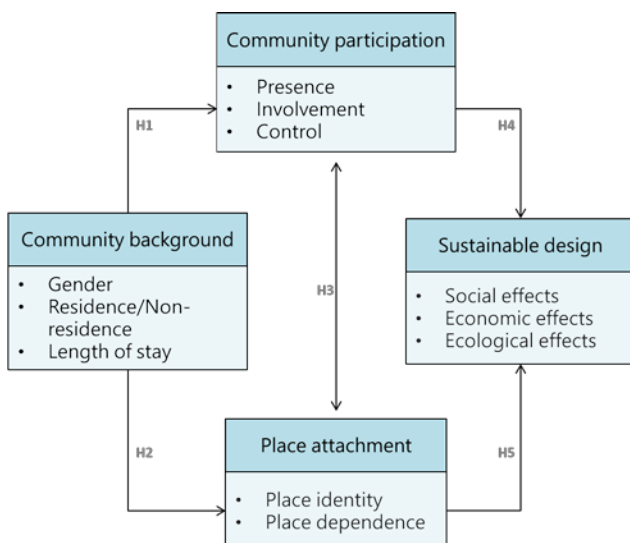 Community participation
• Presence
• Involvement
• Control
H1
H4
Community background
• Gender
• Residence/Non-
residence
• Length of stay
H3
Sustainable design
• Social effects
• Economic effects
• Ecological effects
H2
Place attachment
• Place identity
• Place dependence
H5